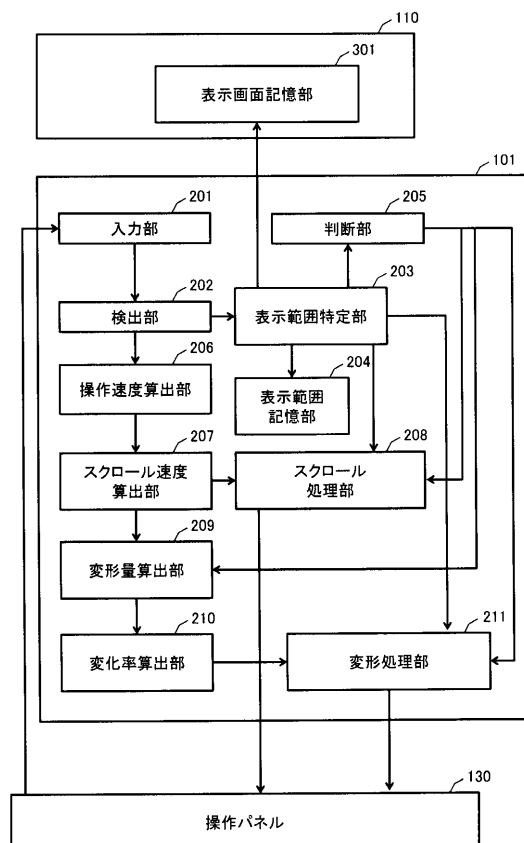 110
301
表示画面記憶部
101
201
入力部
205
判断部
202
検出部
203
表示範囲特定部
206
操作速度算出部
204
表示範囲
記憶部
207
スクロール速度
算出部
208
スクロール
処理部
209
変形量算出部
210
変化率算出部
211
変形処理部
130
操作パネル